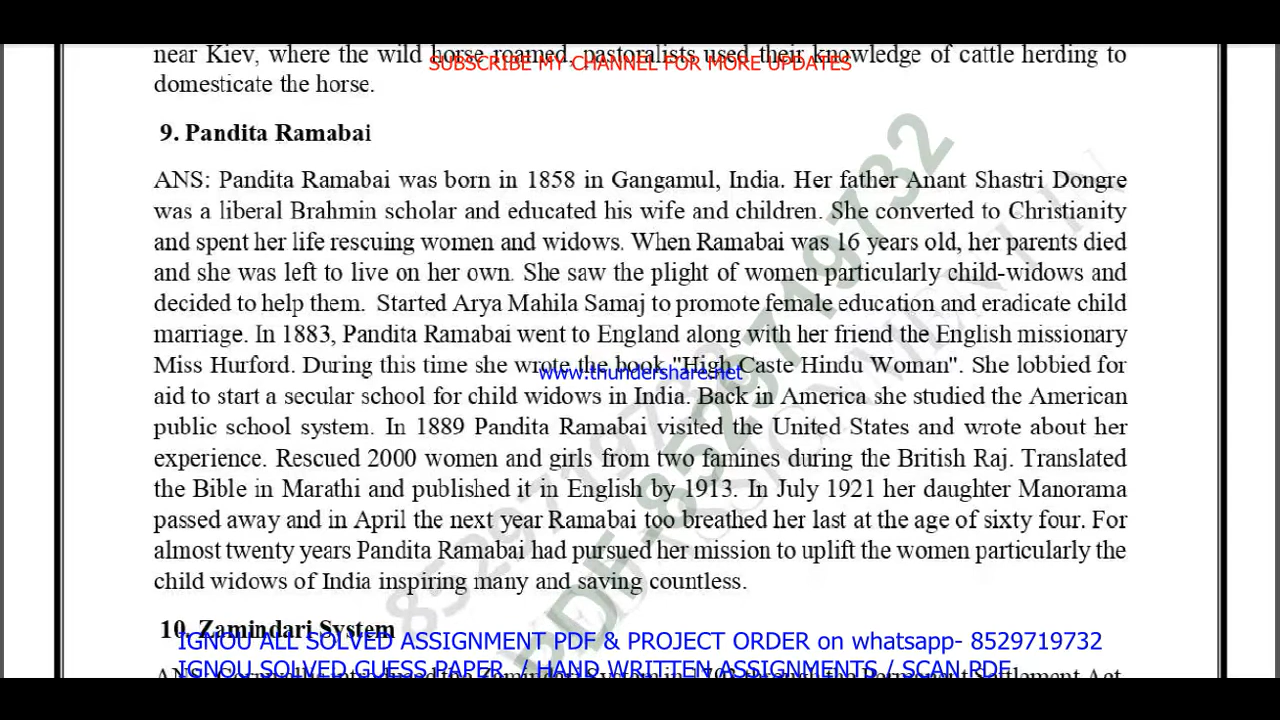 near Kiev, where the wild horse roamed, pastoralists used their knowledge of cattle herding to
SUBSCRIBE MY CHANNEL FOR MORE UPDATES
domesticate the horse.
9. Pandita Ramabai
ANS: Pandita Ramabai was born in 1858 in Gangamul, India. Her father Anant Shastri Dongre
was a liberal Brahmin scholar and educated his wife and children. She converted to Christianity
and spent her life rescuing women and widows. When Ramabai was 16 years old, her parents died
and she was left to live on her own. She saw the plight of women particularly child-widows and
decided to help them. Started Arya Mahila Samaj to promote female education and eradicate child
marriage. In 1883, Pandita Ramabai went to England along with her friend the English missionary
Miss Hurford. During this time she wrote the book "High Caste Hindu Woman". She lobbied for
www.thundershare.net
aid to start a secular school for child widows in India. Back in America she studied the American
public school system. In 1889 Pandita Ramabai visited the United States and wrote about her
experience. Rescued 2000 women and girls from two famines during the British Raj. Translated
the Bible in Marathi and published it in English by 1913. In July 1921 her daughter Manorama
passed away and in April the next year Ramabai too breathed her last at the age of sixty four. For
almost twenty years Pandita Ramabai had pursued her mission to uplift the women particularly the
child widows of India inspiring many and saving countless.
10. Zamindari System
IGNOU ALL SOLVED ASSIGNMENT PDF & PROJECT ORDER on whatsapp- 8529719732
IGNOU SOLVED GUESS PAPER / HAND WRITTEN ASSIGNMENTS / SCAN PDF
PDF-8529719732
8529719732